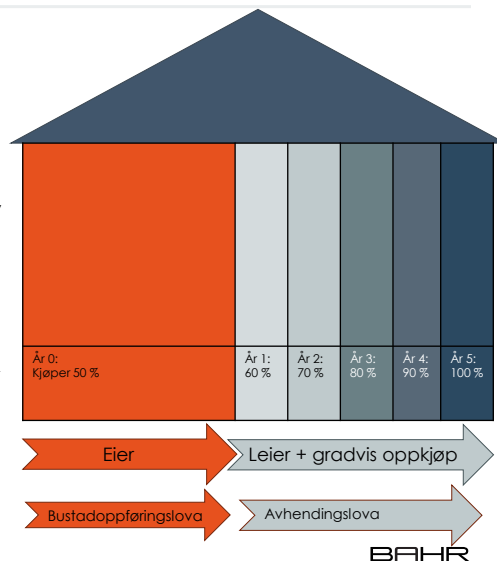 År 0:
Kjøper 50 %
År 1:
60 %
År 2:
70 %
År 3:
80 %
År 4:
90 %
År 5:
100 %
Eier
Leier + gradvis oppkjøp
Bustadoppføringslova
Avhendingslova
BAHR